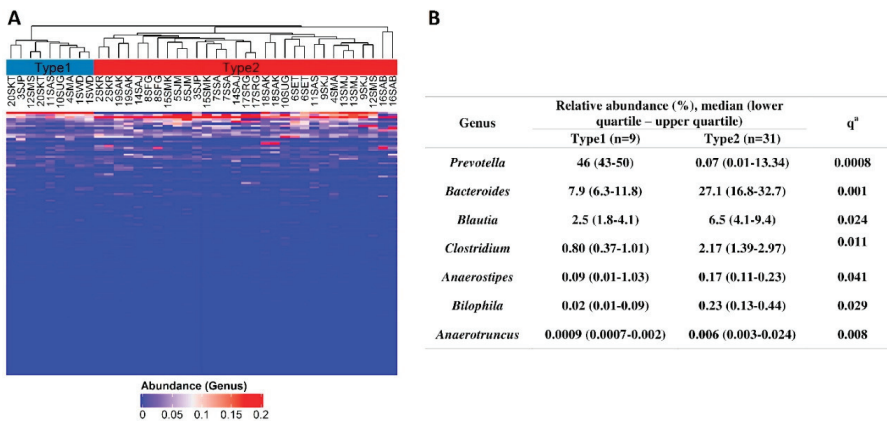 A
Type1 Type2
20SKT 3SJP 12SMS 20SKT 11SAS 10SUG 4SMA 1SWD 1SWD 2SKR 2SKR 19SAK 19SAK 14SAJ 8SFG 8SFG 15SMK 5SJM 5SJM 3SJP 15SMK 7SSA 7SSA 14SAJ 17SRG 17SRG 18SAK 18SAK 10SUG 6SET 6SET 11SAS 9SKJ 4SMA 13SMJ 13SMJ 9SKJ 12SMS 16SAB 16SAB
Abundance (Genus)
0 0.05 0.1 0.15 0.2
B
Relative abundance (%), median (lower
Genus quartile – upper quartile) qa
Type1 (n=9) Type2 (n=31)
Prevotella 46 (43-50) 0.07 (0.01-13.34) 0.0008
Bacteroides 7.9 (6.3-11.8) 27.1 (16.8-32.7) 0.001
Blautia 2.5 (1.8-4.1) 6.5 (4.1-9.4) 0.024
Clostridium 0.80 (0.37-1.01) 2.17 (1.39-2.97) 0.011
Anaerostipes 0.09 (0.01-1.03) 0.17 (0.11-0.23) 0.041
Bilophila 0.02 (0.01-0.09) 0.23 (0.13-0.44) 0.029
Anaerotruncus 0.0009 (0.0007-0.002) 0.006 (0.003-0.024) 0.008